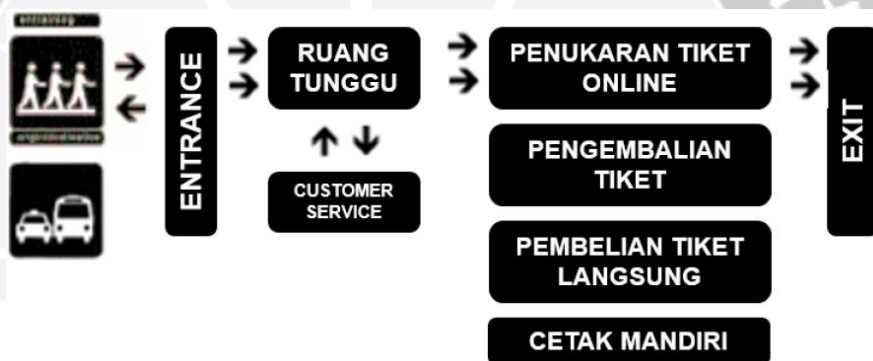 ENTRANCE
RUANG
TUNGGU
CUSTOMER
SERVICE
PENUKARAN TIKET
ONLINE
PENGEMBALIAN
TIKET
PEMBELIAN TIKET
LANGSUNG
CETAK MANDIRI
EXIT